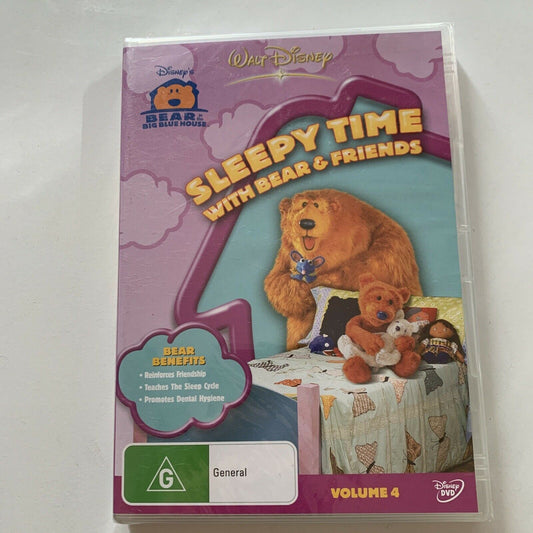 WALT DISNEY
DISNEY'S
BEAR in the
BIG BLUE HOUSE
SLEEPY TIME
WITH BEAR & FRIENDS
BEAR
BENEFITS
• Reinforces Friendship
• Teaches The Sleep Cycle
• Promotes Dental Hygiene
G
General
VOLUME 4
DISNEY
DVD